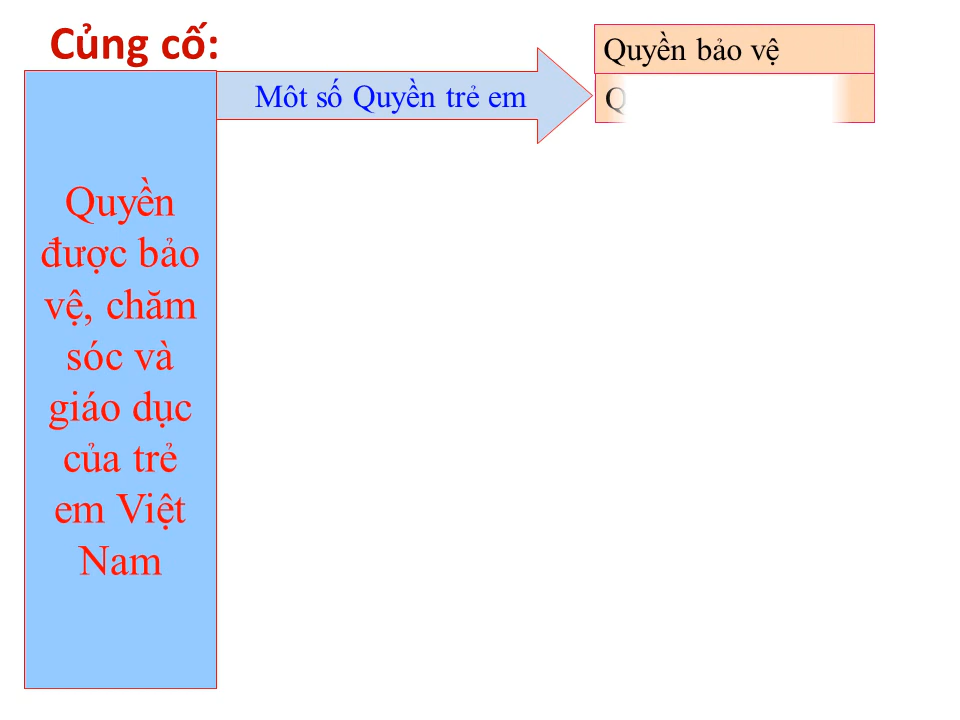 Củng cố:
Quyền bảo vệ
Môt số Quyền trẻ em
Quyền
được bảo
vệ, chăm
sóc và
giáo dục
của trẻ
em Việt
Nam